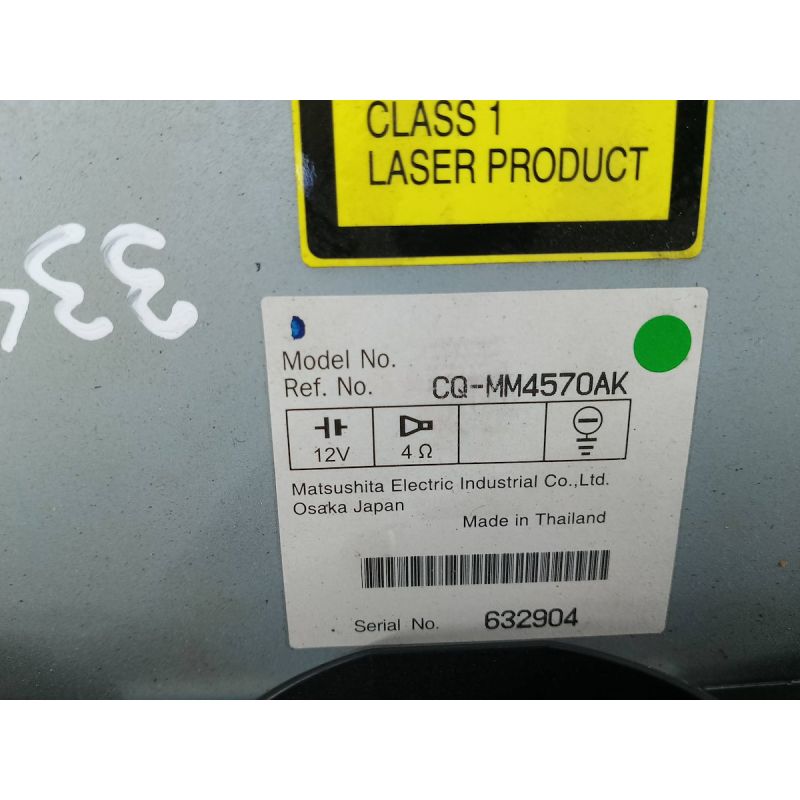 CLASS 1
LASER PRODUCT
33
Model No.
Ref. No. CQ-MM4570AK
12V 4 Ω
Matsushita Electric Industrial Co.,Ltd.
Osaka Japan
Made in Thailand
Serial No. 632904